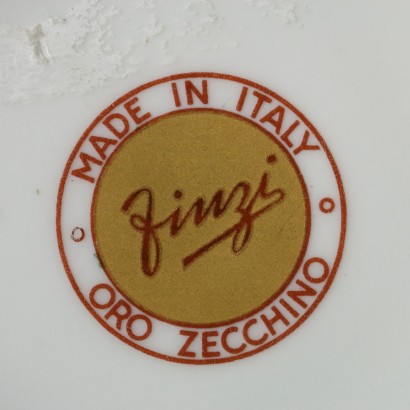 MADE IN ITALY
Finzi
ORO ZECCHINO